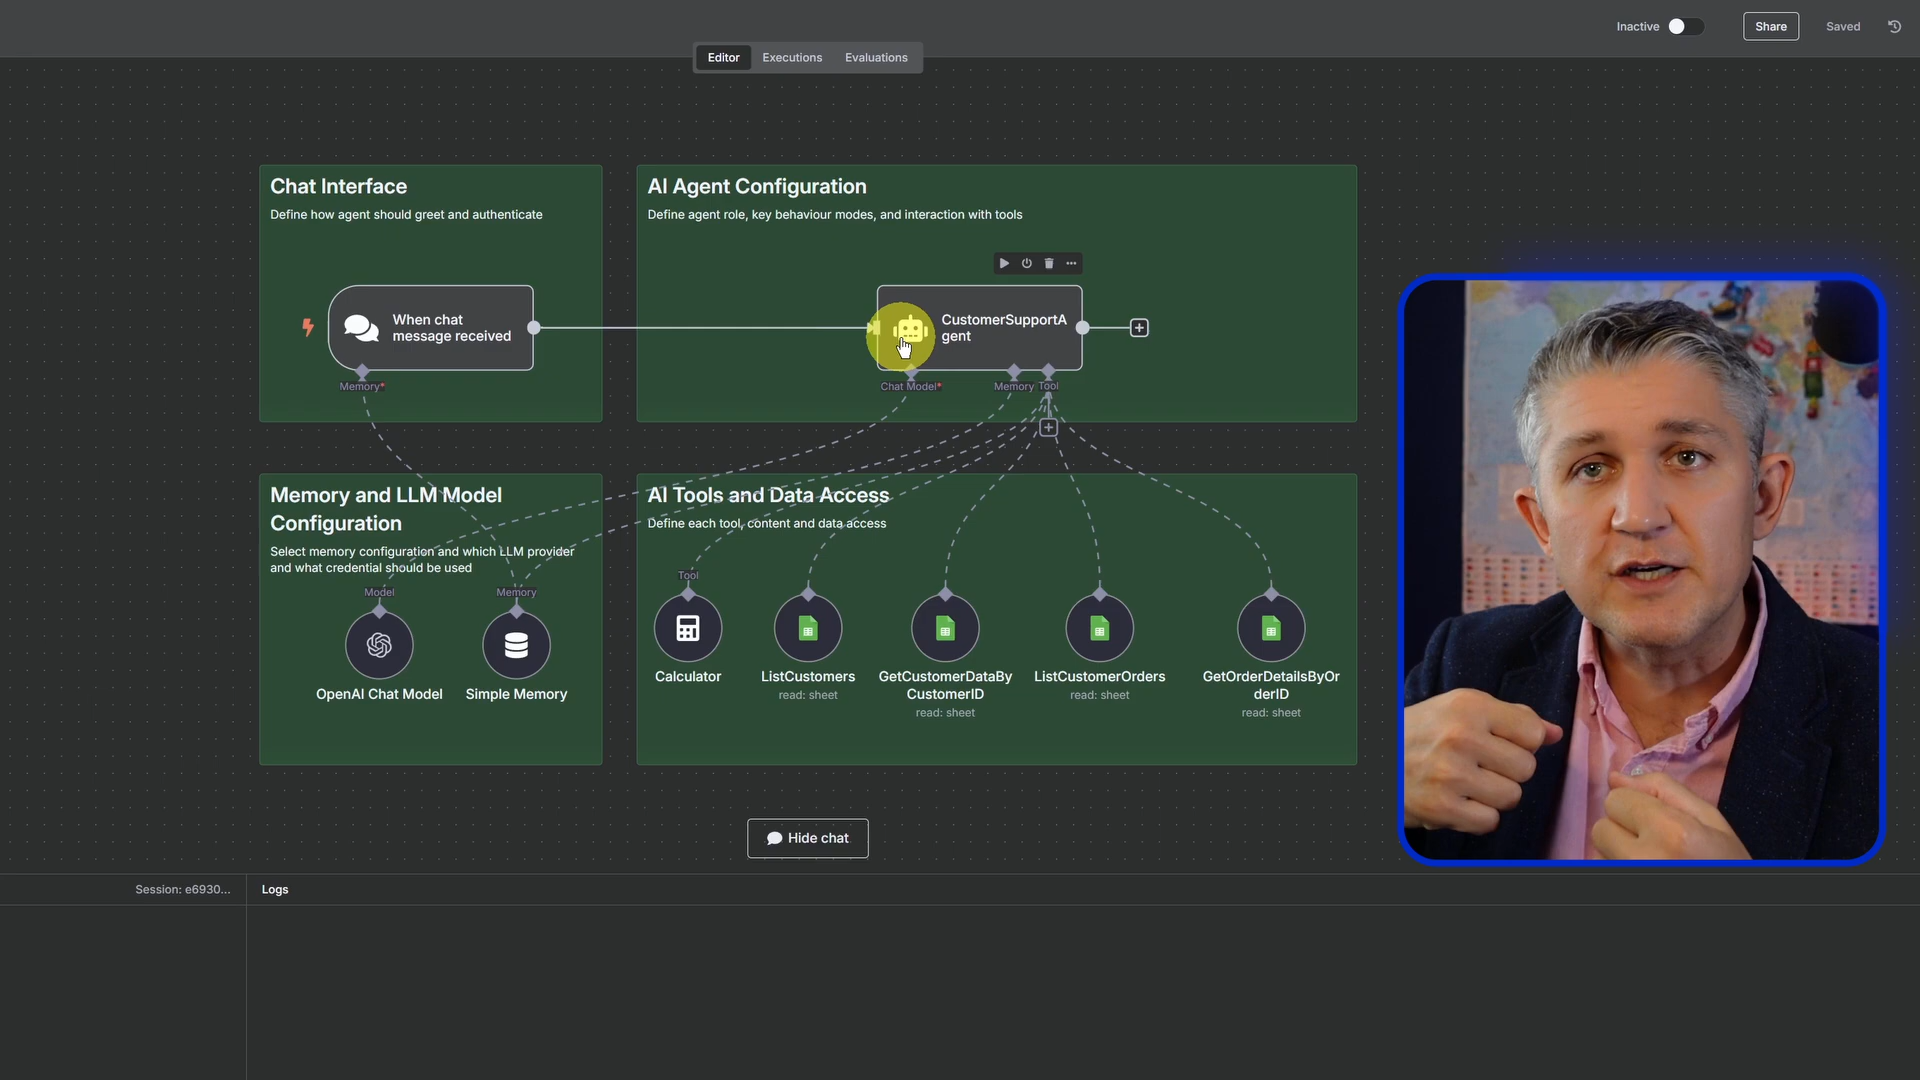 Inactive
Share
Saved
Editor
Executions
Evaluations
Chat Interface
Define how agent should greet and authenticate
When chat
message received
Memory*
AI Agent Configuration
Define agent role, key behaviour modes, and interaction with tools
CustomerSupportA
gent
Chat Model*
Memory
Tool
Memory and LLM Model
Configuration
Select memory configuration and which LLM provider
and what credential should be used
Model
Memory
OpenAI Chat Model
Simple Memory
AI Tools and Data Access
Define each tool, content and data access
Tool
Calculator
ListCustomers
read: sheet
GetCustomerDataBy
CustomerID
read: sheet
ListCustomerOrders
read: sheet
GetOrderDetailsByOr
derID
read: sheet
Hide chat
Session: e6930...
Logs